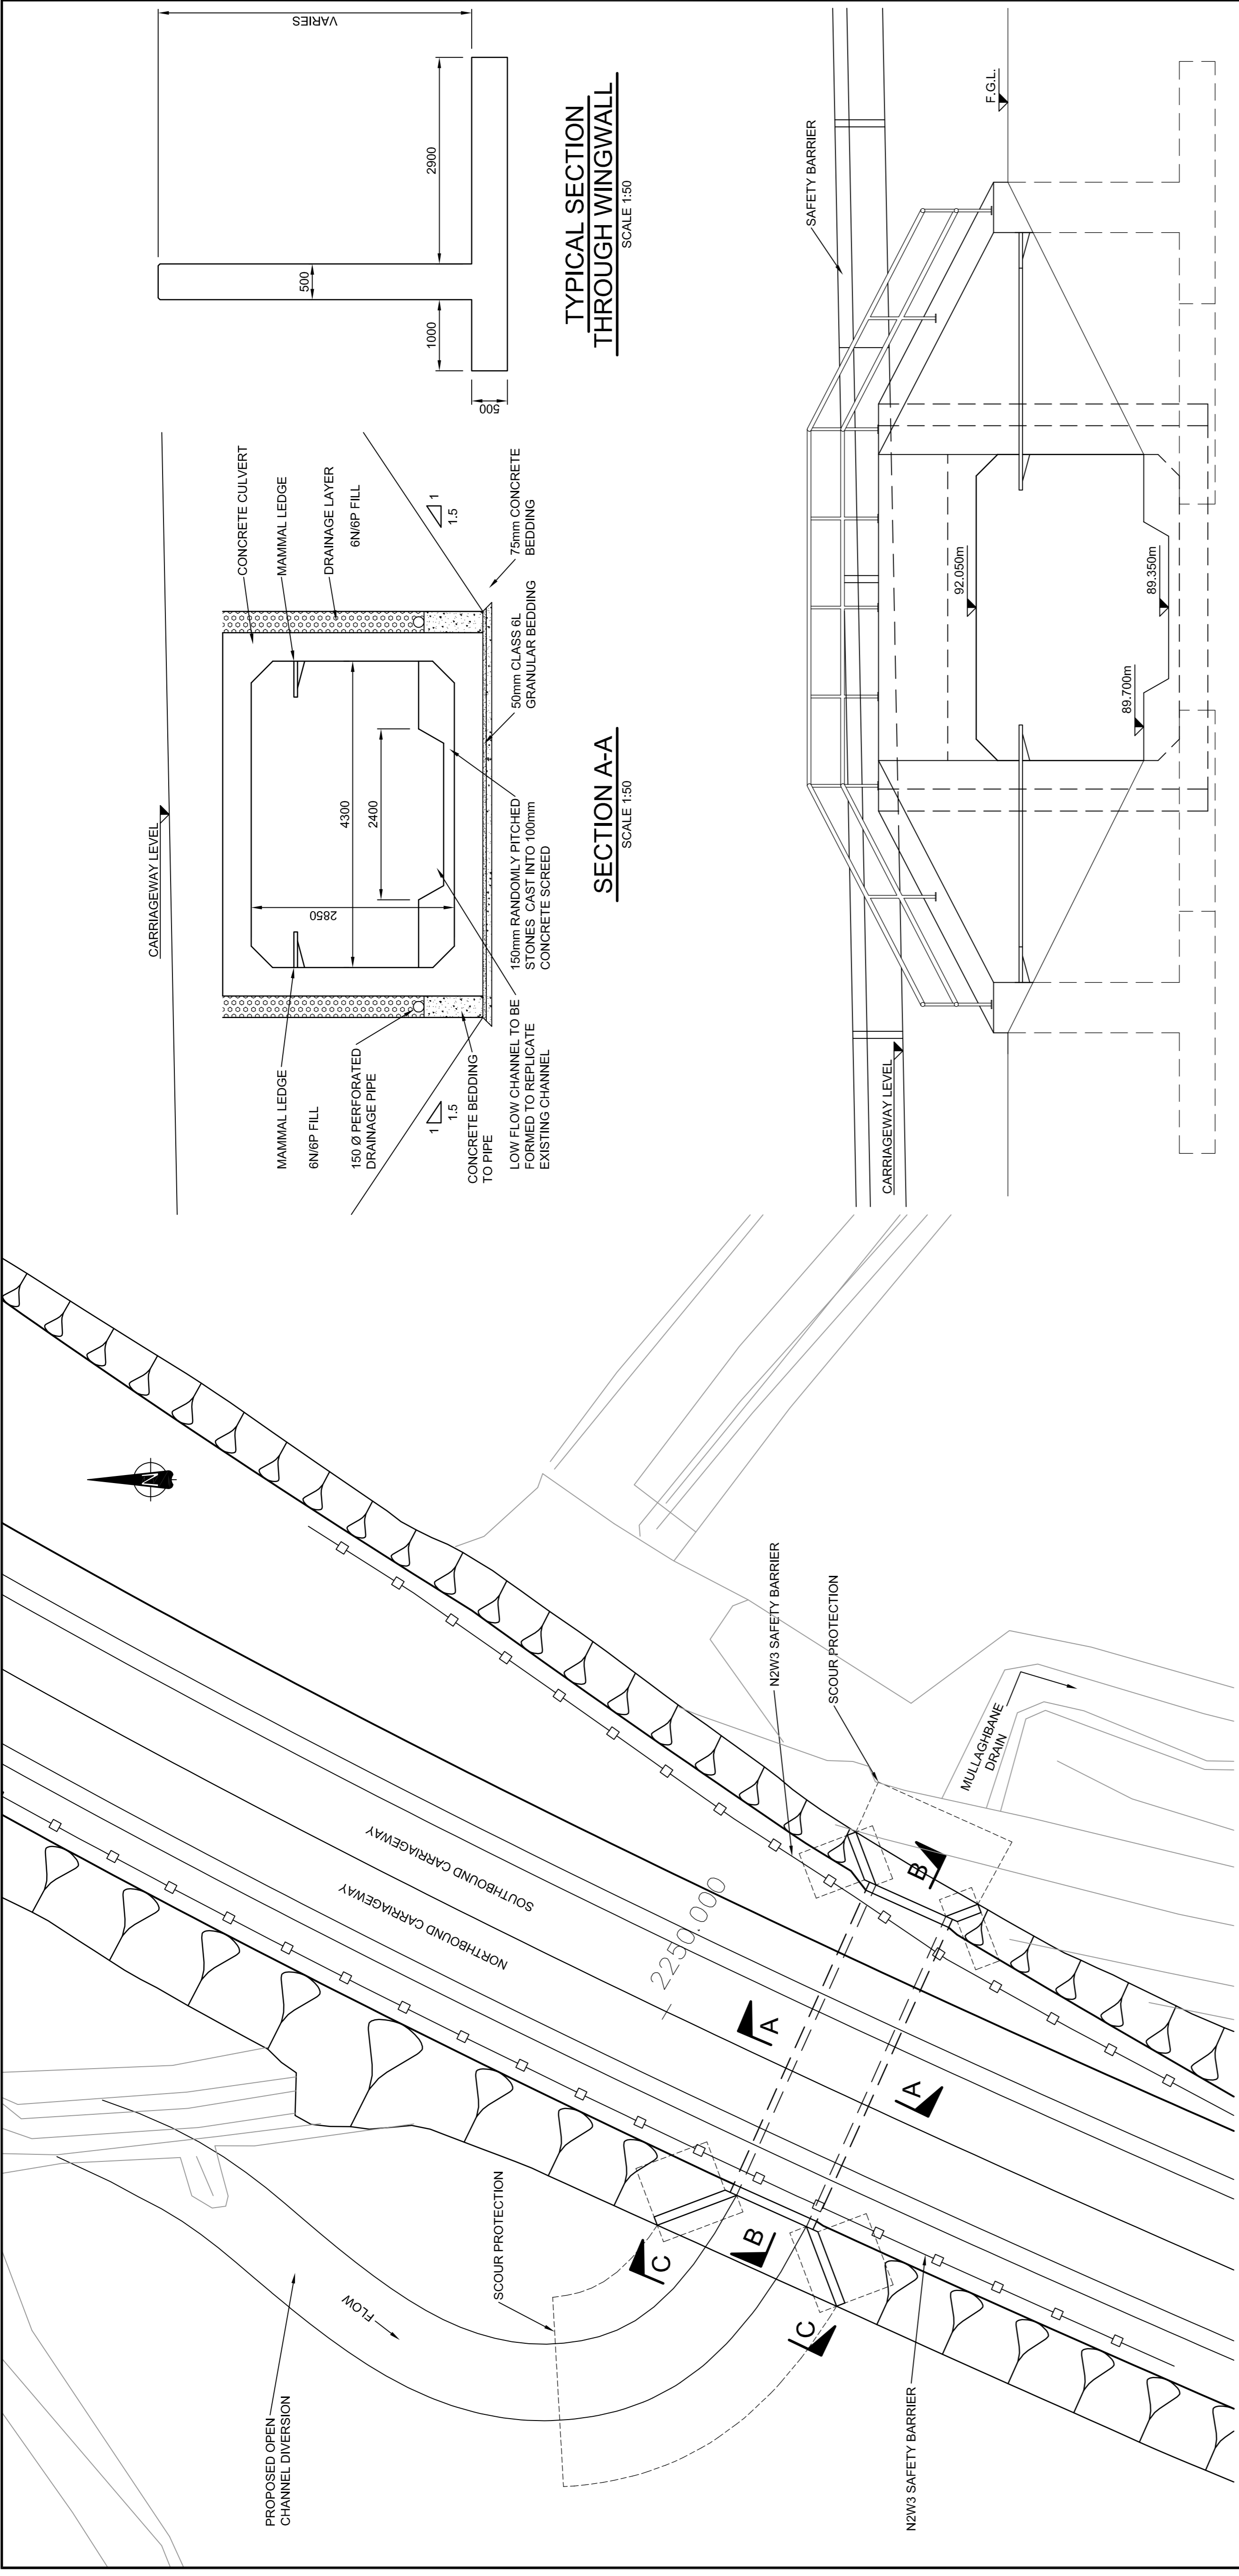 PROPOSED OPEN
CHANNEL DIVERSION
FLOW
SCOUR PROTECTION
N
NORTHBOUND CARRIAGEWAY
SOUTHBOUND CARRIAGEWAY
2250.000
A
A
B
B
C
C
N2W3 SAFETY BARRIER
N2W3 SAFETY BARRIER
SCOUR PROTECTION
MULLAGHBANE
DRAIN
CARRIAGEWAY LEVEL
MAMMAL LEDGE
6N/6P FILL
150 Ø PERFORATED
DRAINAGE PIPE
1
1.5
CONCRETE BEDDING
TO PIPE
LOW FLOW CHANNEL TO BE
FORMED TO REPLICATE
EXISTING CHANNEL
150mm RANDOMLY PITCHED
STONES CAST INTO 100mm
CONCRETE SCREED
50mm CLASS 6L
GRANULAR BEDDING
75mm CONCRETE
BEDDING
CONCRETE CULVERT
MAMMAL LEDGE
DRAINAGE LAYER
6N/6P FILL
1
1.5
2850
4300
2400
SECTION A-A
SCALE 1:50
VARIES
500
1000
2900
500
TYPICAL SECTION
THROUGH WINGWALL
SCALE 1:50
SAFETY BARRIER
F.G.L.
CARRIAGEWAY LEVEL
92.050m
89.700m
89.350m